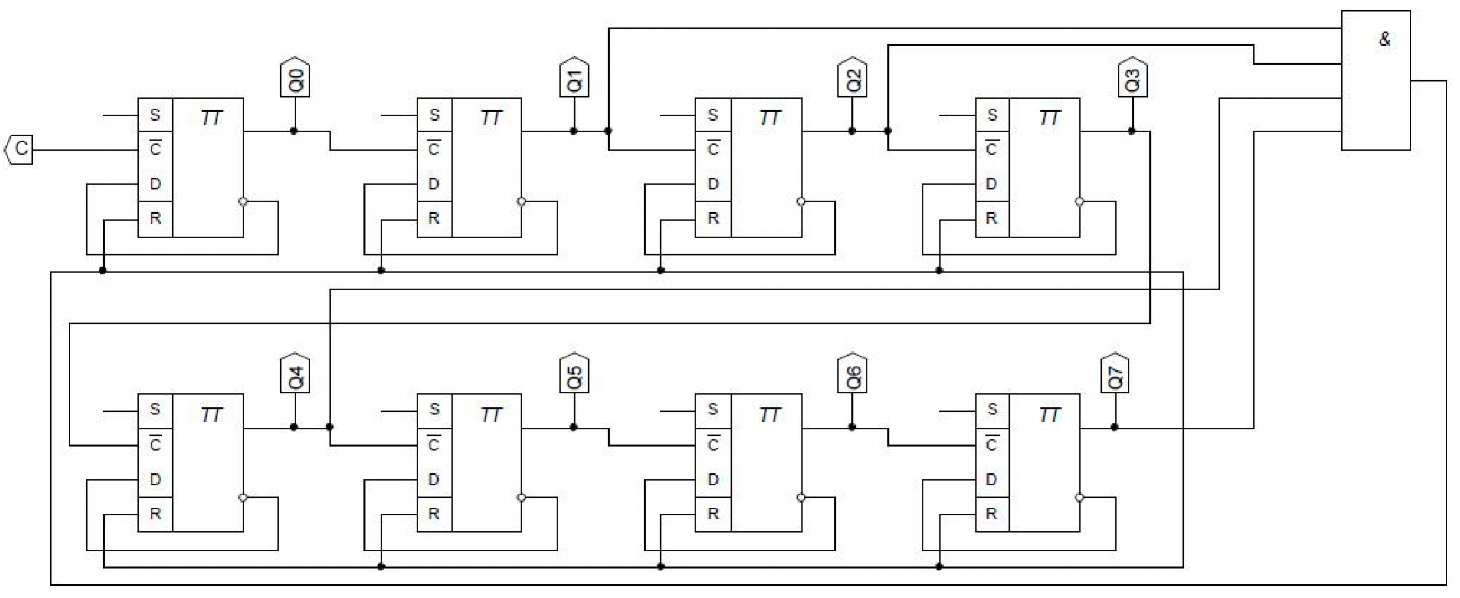 &
Q0 Q1 Q2 Q3
S TT S TT S TT S TT
C C̅ C̅ C̅ C̅
D D D D
R R R R
Q4 Q5 Q6 Q7
S TT S TT S TT S TT
C̅ C̅ C̅ C̅
D D D D
R R R R